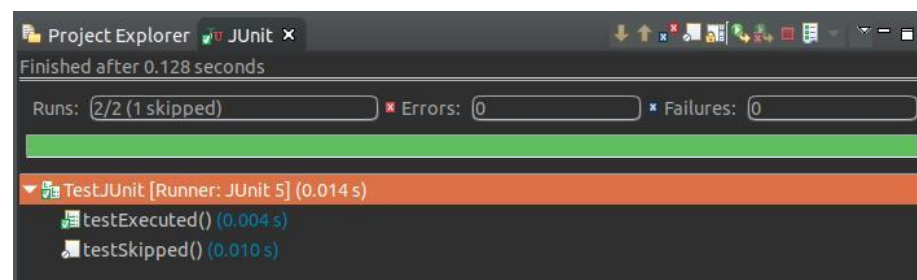 Project Explorer JUnit
Finished after 0.128 seconds
Runs: 2/2 (1 skipped) Errors: 0 Failures: 0
TestJUnit [Runner: JUnit 5] (0.014 s)
testExecuted() (0.004 s)
testSkipped() (0.010 s)